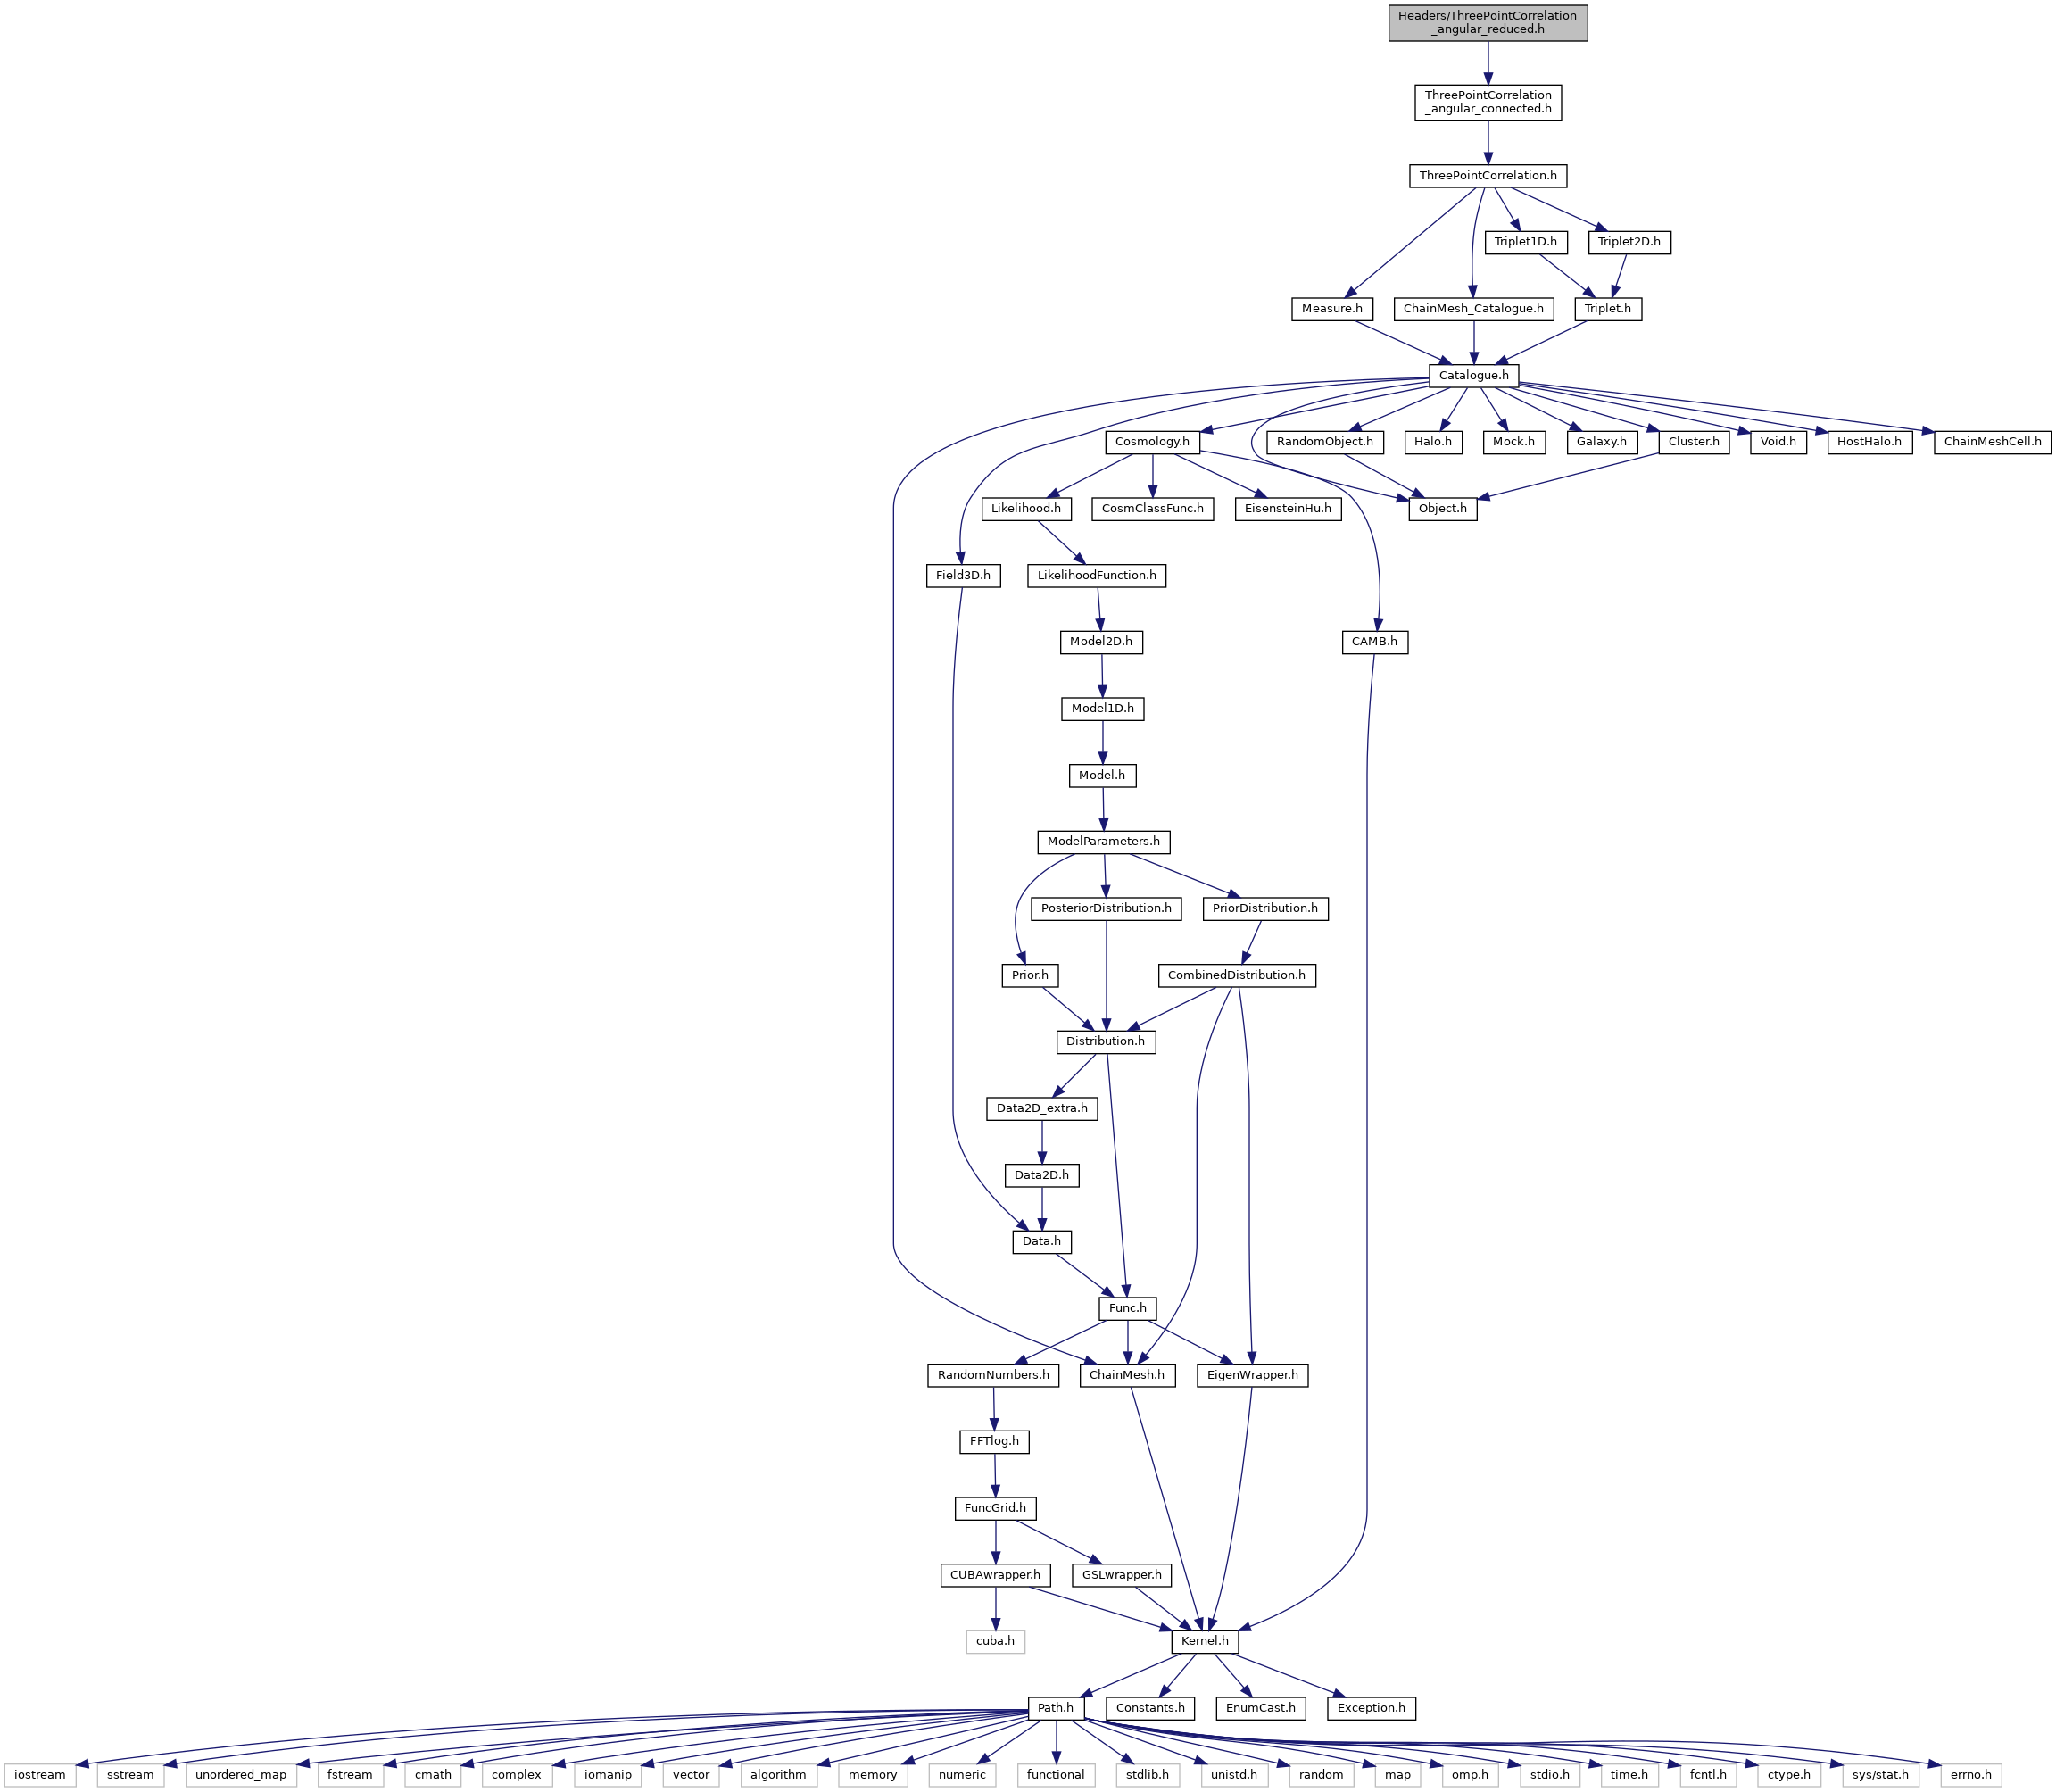 Headers/ThreePointCorrelation
_angular_reduced.h
ThreePointCorrelation
_angular_connected.h
ThreePointCorrelation.h
Triplet1D.h
Triplet2D.h
Measure.h
ChainMesh_Catalogue.h
Triplet.h
Catalogue.h
Cosmology.h
RandomObject.h
Halo.h
Mock.h
Galaxy.h
Cluster.h
Void.h
HostHalo.h
ChainMeshCell.h
Likelihood.h
CosmClassFunc.h
EisensteinHu.h
Object.h
Field3D.h
LikelihoodFunction.h
Model2D.h
CAMB.h
Model1D.h
Model.h
ModelParameters.h
PosteriorDistribution.h
PriorDistribution.h
Prior.h
CombinedDistribution.h
Distribution.h
Data2D_extra.h
Data2D.h
Data.h
Func.h
RandomNumbers.h
ChainMesh.h
EigenWrapper.h
FFTlog.h
FuncGrid.h
CUBAwrapper.h
GSLwrapper.h
cuba.h
Kernel.h
Path.h
Constants.h
EnumCast.h
Exception.h
iostream
sstream
unordered_map
fstream
cmath
complex
iomanip
vector
algorithm
memory
numeric
functional
stdlib.h
unistd.h
random
map
omp.h
stdio.h
time.h
fcntl.h
ctype.h
sys/stat.h
errno.h